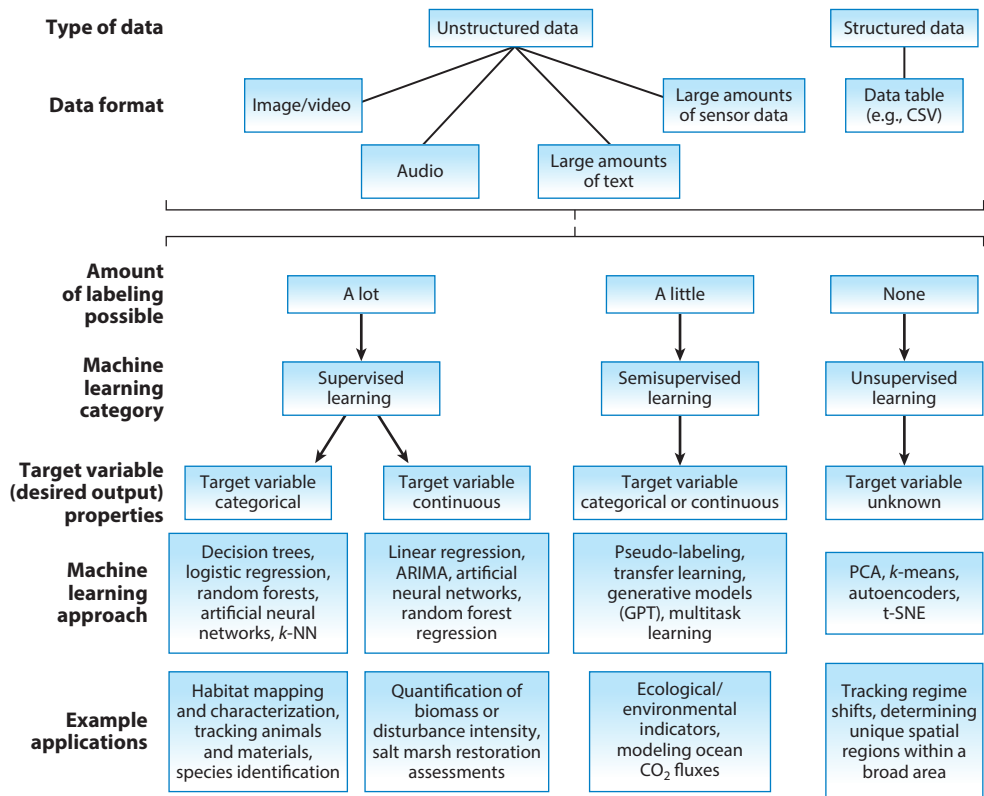 Type of data
Unstructured data
Structured data
Data format
Image/video
Audio
Large amounts
of text
Large amounts
of sensor data
Data table
(e.g., CSV)
Amount
of labeling
possible
A lot
A little
None
Machine
learning
category
Supervised
learning
Semisupervised
learning
Unsupervised
learning
Target variable
(desired output)
properties
Target variable
categorical
Target variable
continuous
Target variable
categorical or continuous
Target variable
unknown
Machine
learning
approach
Decision trees,
logistic regression,
random forests,
artificial neural
networks, k-NN
Linear regression,
ARIMA, artificial
neural networks,
random forest
regression
Pseudo-labeling,
transfer learning,
generative models
(GPT), multitask
learning
PCA, k-means,
autoencoders,
t-SNE
Example
applications
Habitat mapping
and characterization,
tracking animals
and materials,
species identification
Quantification of
biomass or
disturbance intensity,
salt marsh restoration
assessments
Ecological/
environmental
indicators,
modeling ocean
CO₂ fluxes
Tracking regime
shifts, determining
unique spatial
regions within a
broad area